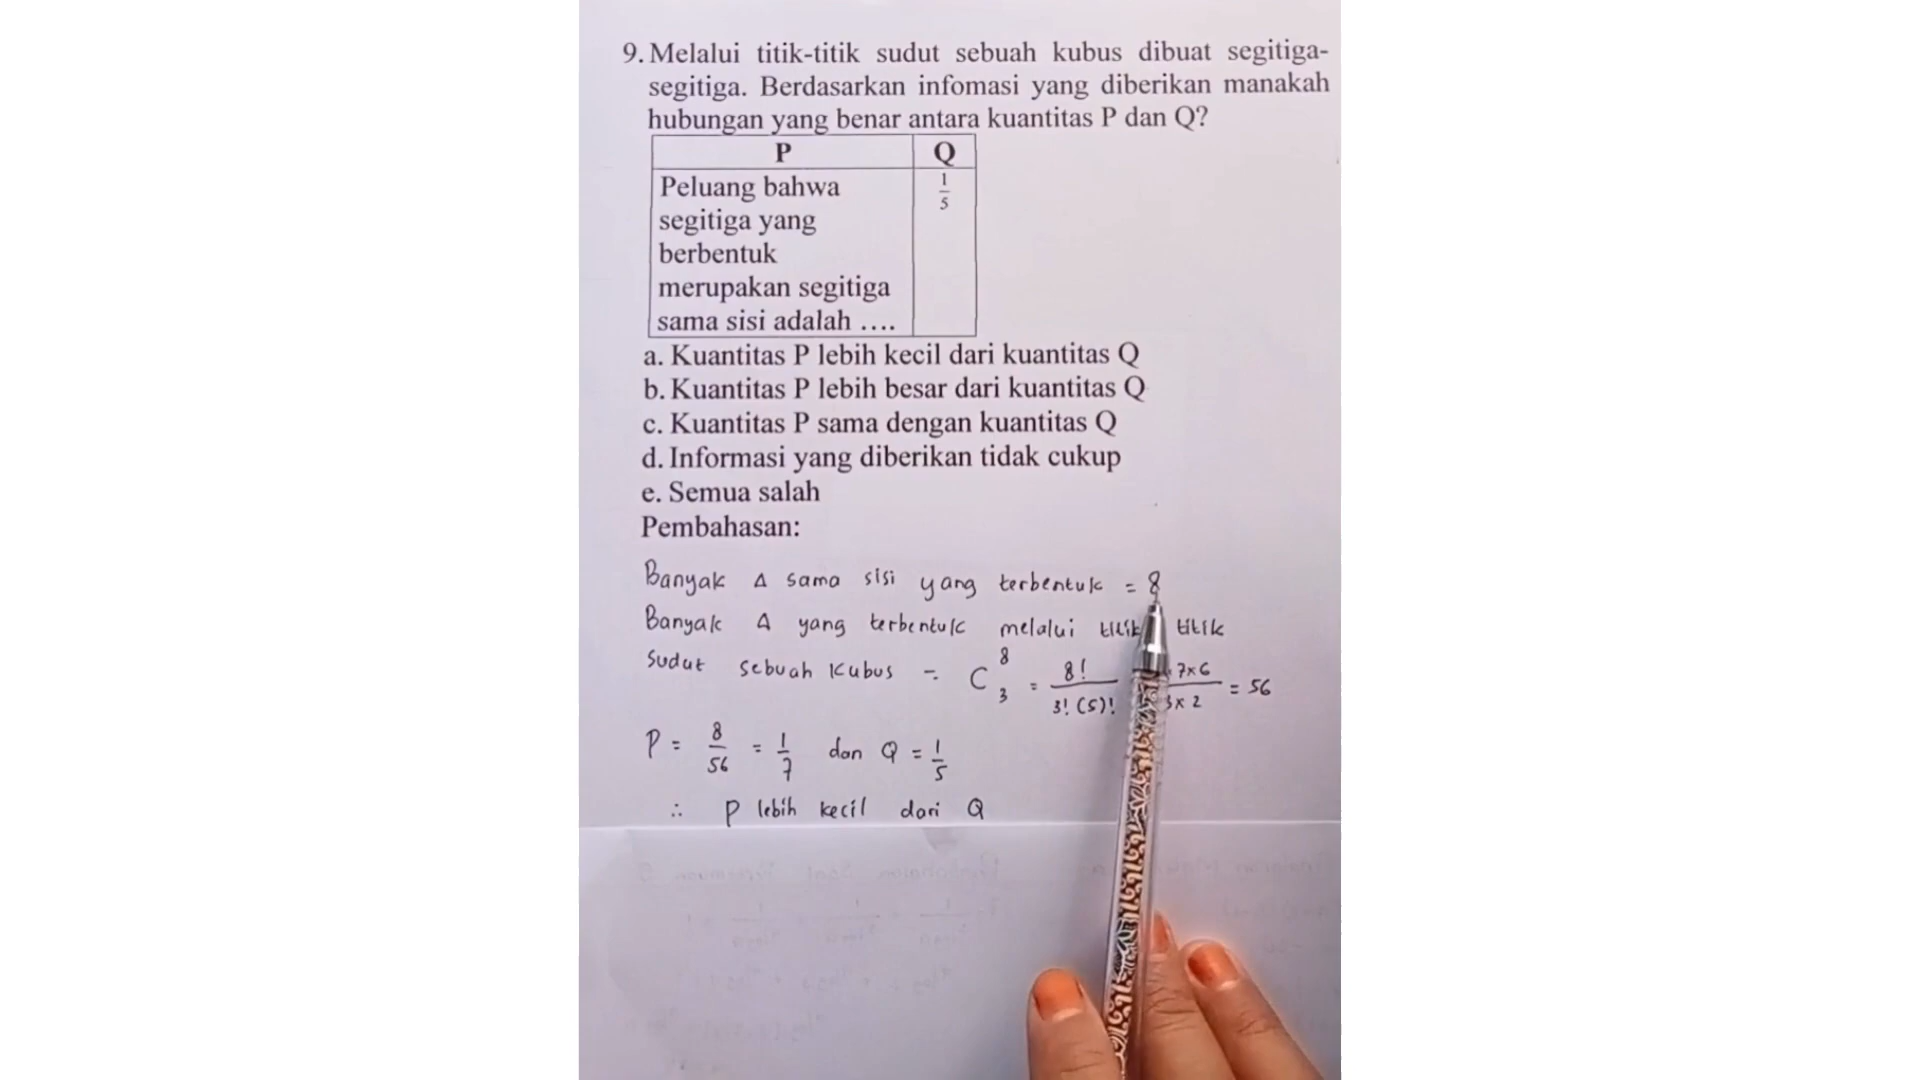 9. Melalui titik-titik sudut sebuah kubus dibuat segitiga-
segitiga. Berdasarkan infomasi yang diberikan manakah
hubungan yang benar antara kuantitas P dan Q?
P Q
Peluang bahwa 1/5
segitiga yang
berbentuk
merupakan segitiga
sama sisi adalah ....
a. Kuantitas P lebih kecil dari kuantitas Q
b. Kuantitas P lebih besar dari kuantitas Q
c. Kuantitas P sama dengan kuantitas Q
d. Informasi yang diberikan tidak cukup
e. Semua salah
Pembahasan:
Banyak Δ sama sisi yang terbentuk = 8
Banyak Δ yang terbentuk melalui titik titik
Sudut sebuah kubus = C 8 3 = 8! / 3! (5)! 7x6 / 3x2 = 56
P = 8/56 = 1/7 dan Q = 1/5
∴ P lebih kecil dari Q